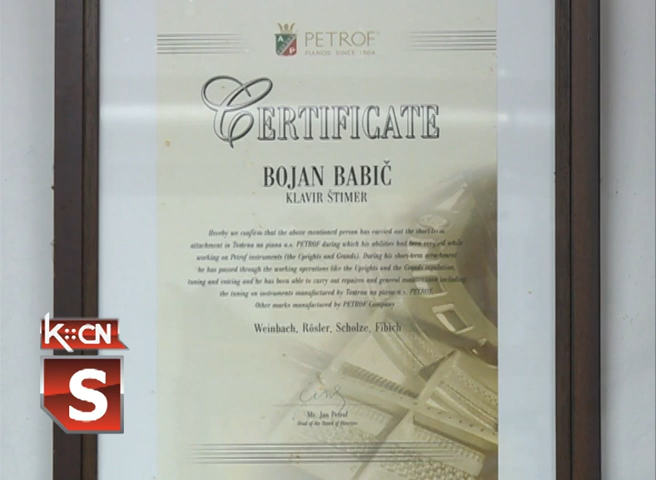 PETROF
PIANOS SINCE 1864
CERTIFICATE
BOJAN BABIČ
KLAVIR ŠTIMER
Hereby we confirm that the above mentioned person has carried out the short-term
attachment in Továrna na piana a.s. PETROF during which his abilities had been verified while
working on Petrof instruments (the Uprights and Grands). During his short-term attachment
he has passed through the working operations like the Uprights and the Grands regulation,
tuning and voicing and he has been able to carry out repairs and general maintenance including
the tuning on instruments manufactured by Továrna na piana a.s. PETROF.
Other marks manufactured by PETROF Company
Weinbach, Rösler, Scholze, Fibich
Mr. Jan Petrof
Head of the Board of Directors
K::CN
S